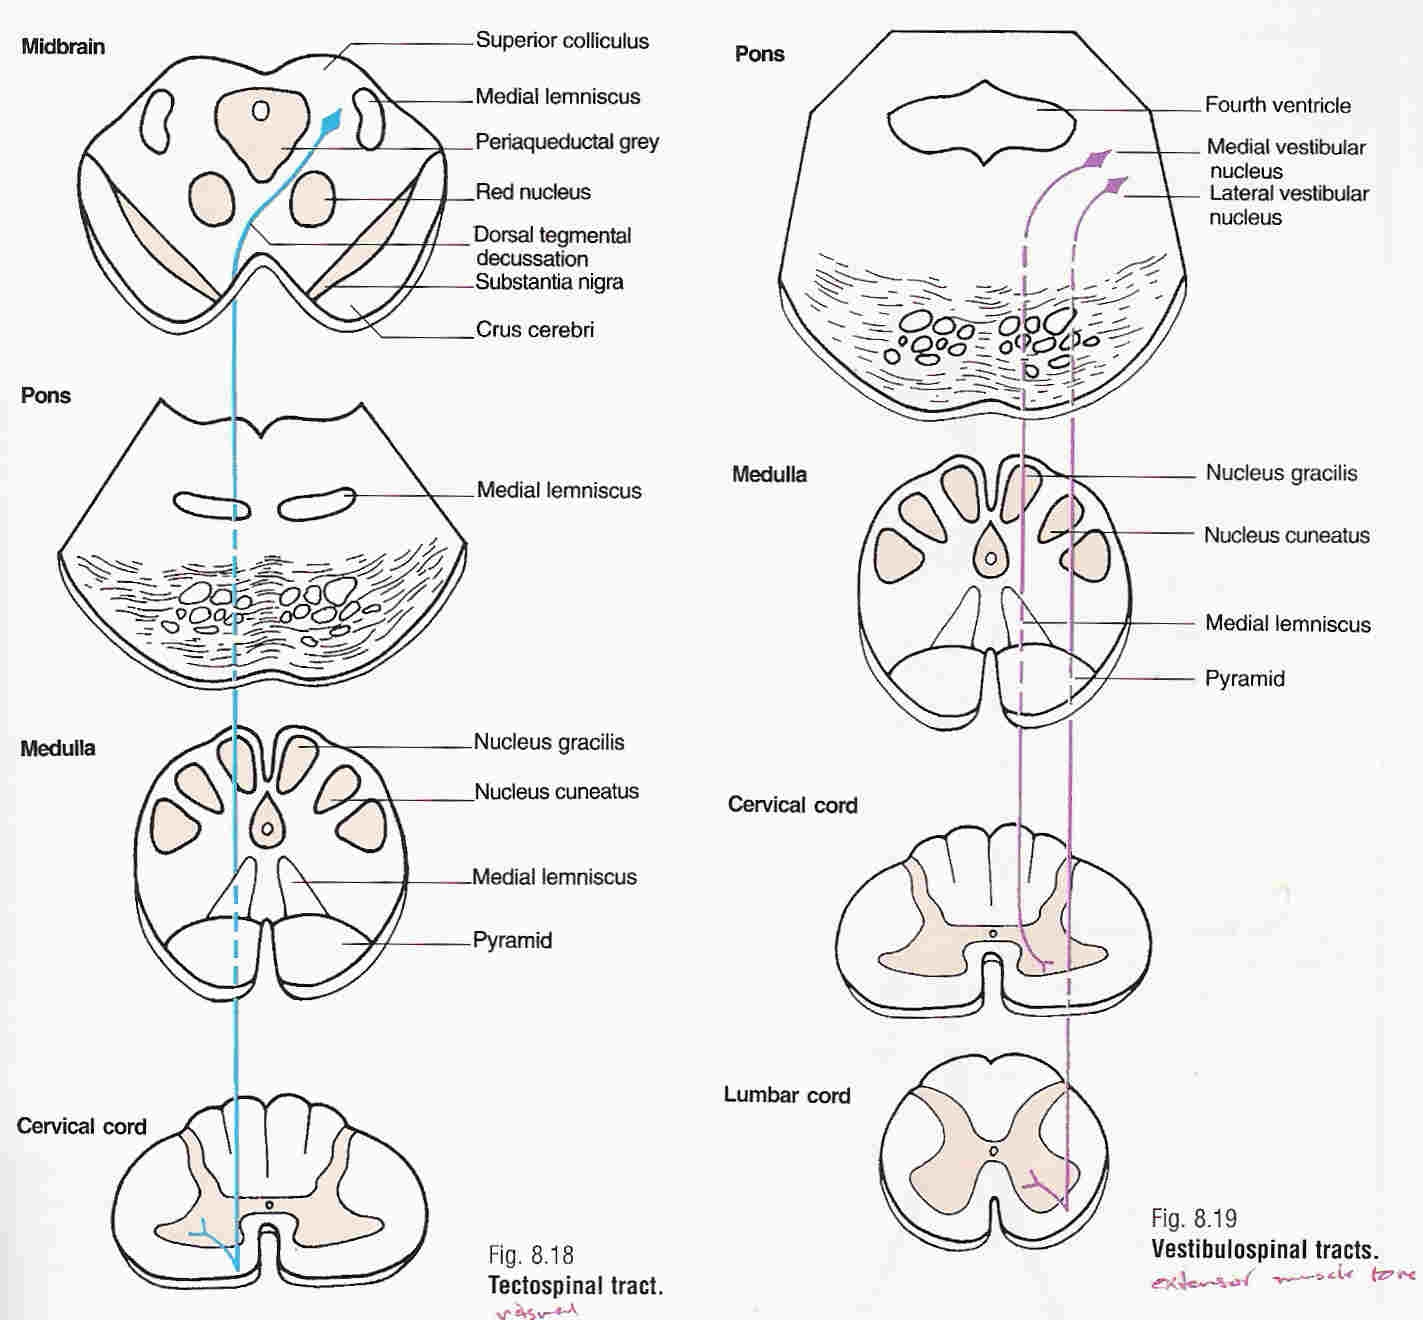 Midbrain
Superior colliculus
Medial lemniscus
Periaqueductal grey
Red nucleus
Dorsal tegmental
decussation
Substantia nigra
Crus cerebri
Pons
Medial lemniscus
Medulla
Nucleus gracilis
Nucleus cuneatus
Medial lemniscus
Pyramid
Cervical cord
Fig. 8.18
Tectospinal tract.
visual
Pons
Fourth ventricle
Medial vestibular
nucleus
Lateral vestibular
nucleus
Medulla
Nucleus gracilis
Nucleus cuneatus
Medial lemniscus
Pyramid
Cervical cord
Lumbar cord
Fig. 8.19
Vestibulospinal tracts.
extensor muscle tone